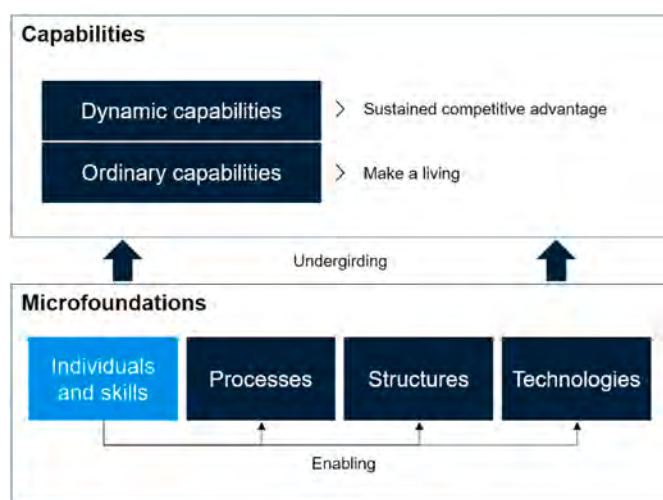 Capabilities
Dynamic capabilities
Sustained competitive advantage
Ordinary capabilities
Make a living
Undergirding
Microfoundations
Individuals
and skills
Processes
Structures
Technologies
Enabling